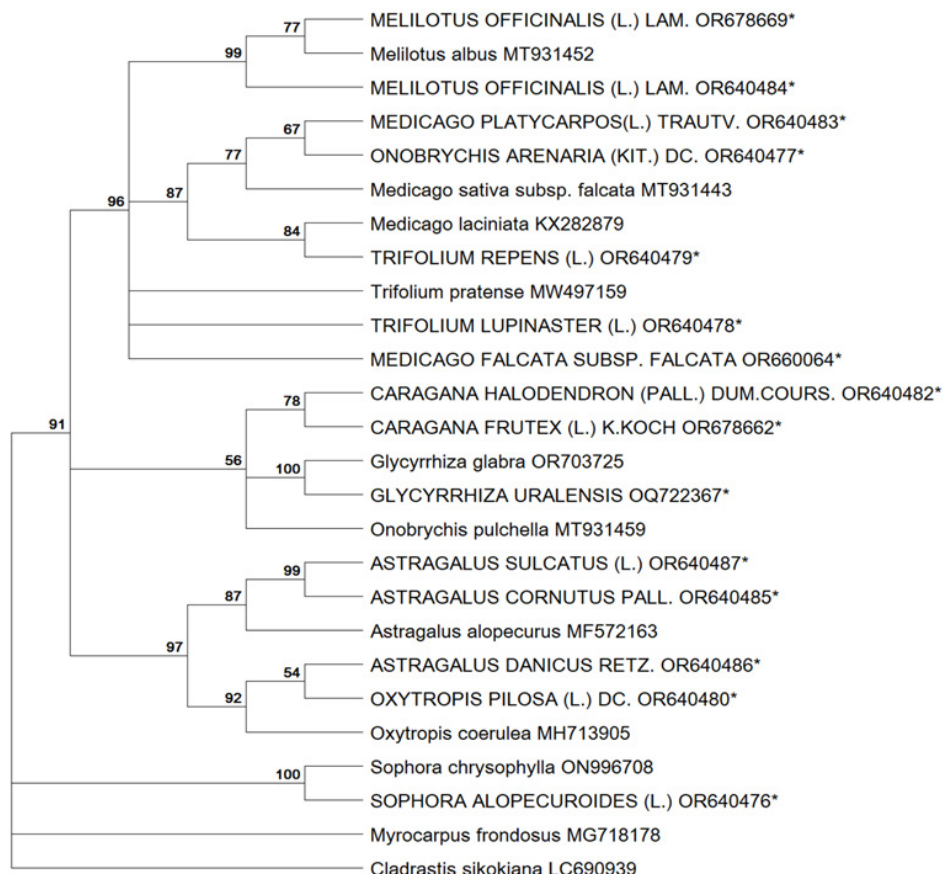 77
MELILOTUS OFFICINALIS (L.) LAM. OR678669*
99
Melilotus albus MT931452
MELILOTUS OFFICINALIS (L.) LAM. OR640484*
67
MEDICAGO PLATYCARPOS(L.) TRAUTV. OR640483*
77
ONOBRYCHIS ARENARIA (KIT.) DC. OR640477*
87
Medicago sativa subsp. falcata MT931443
96
Medicago laciniata KX282879
84
TRIFOLIUM REPENS (L.) OR640479*
Trifolium pratense MW497159
TRIFOLIUM LUPINASTER (L.) OR640478*
MEDICAGO FALCATA SUBSP. FALCATA OR660064*
78
CARAGANA HALODENDRON (PALL.) DUM.COURS. OR640482*
91
CARAGANA FRUTEX (L.) K.KOCH OR678662*
56
100
Glycyrrhiza glabra OR703725
GLYCYRRHIZA URALENSIS OQ722367*
Onobrychis pulchella MT931459
99
ASTRAGALUS SULCATUS (L.) OR640487*
87
ASTRAGALUS CORNUTUS PALL. OR640485*
Astragalus alopecurus MF572163
97
54
ASTRAGALUS DANICUS RETZ. OR640486*
92
OXYTROPIS PILOSA (L.) DC. OR640480*
Oxytropis coerulea MH713905
100
Sophora chrysophylla ON996708
SOPHORA ALOPECUROIDES (L.) OR640476*
Myrocarpus frondosus MG718178
Cladrastis sikokiana LC690939